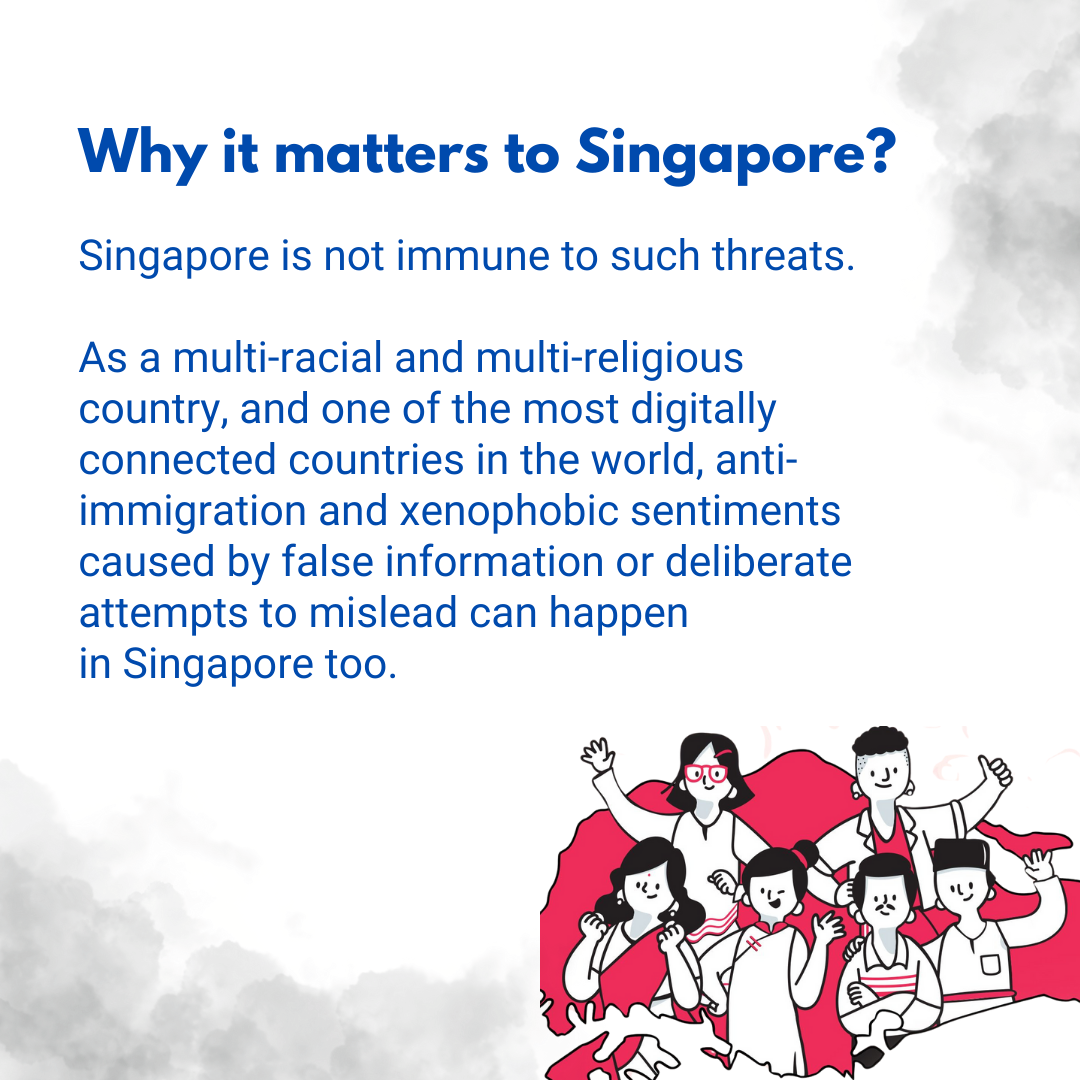 Why it matters to Singapore?
Singapore is not immune to such threats.
As a multi-racial and multi-religious
country, and one of the most digitally
connected countries in the world, anti-
immigration and xenophobic sentiments
caused by false information or deliberate
attempts to mislead can happen
in Singapore too.